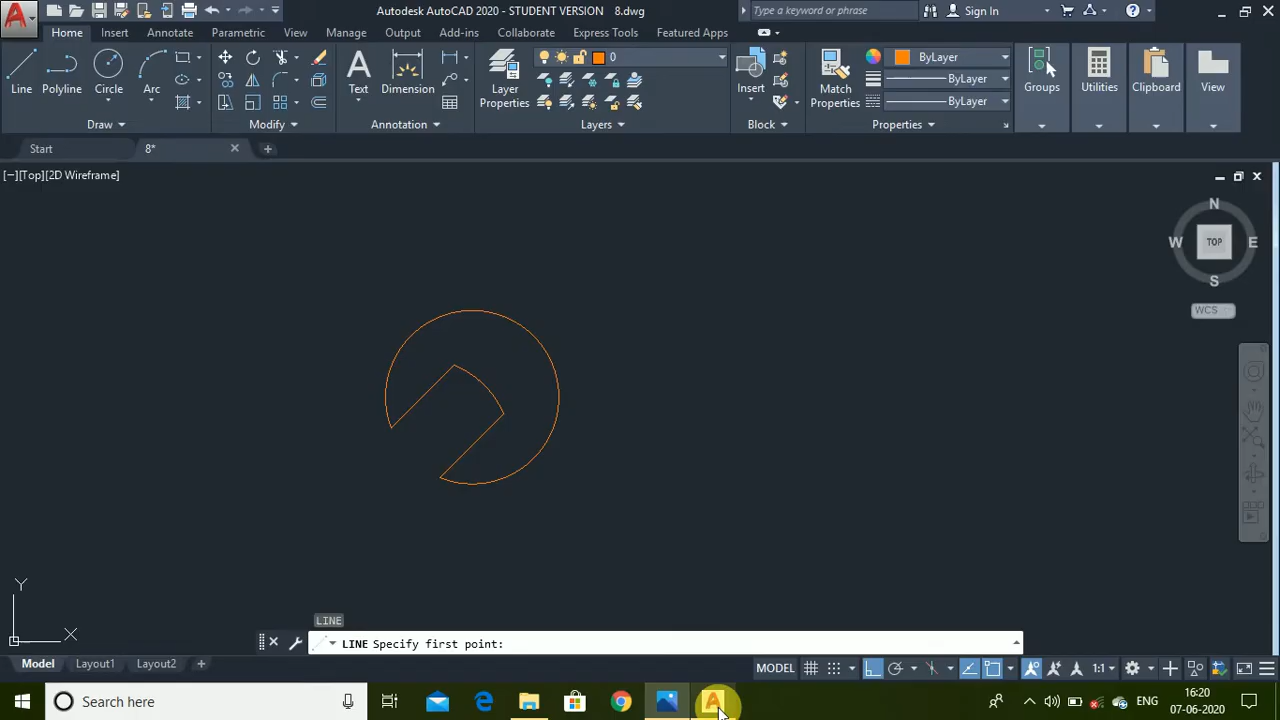 Autodesk AutoCAD 2020 - STUDENT VERSION 8.dwg Type a keyword or phrase Sign In
Home Insert Annotate Parametric View Manage Output Add-ins Collaborate Express Tools Featured Apps
0 ByLayer
Line Polyline Circle Arc Text Dimension Layer Properties Insert Match Properties ByLayer ByLayer Groups Utilities Clipboard View
Draw Modify Annotation Layers Block Properties
Start 8*
[−][Top][2D Wireframe]
N
W TOP E
S
WCS
Y
X
LINE
LINE Specify first point:
Model Layout1 Layout2 MODEL 1:1
Search here ENG 16:20
07-06-2020